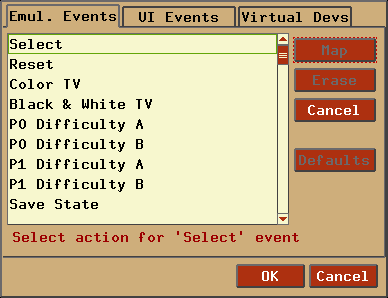 Emul. Events UI Events Virtual Devs
Select
Reset
Color TV
Black & White TV
P0 Difficulty A
P0 Difficulty B
P1 Difficulty A
P1 Difficulty B
Save State
Map
Erase
Cancel
Defaults
Select action for 'Select' event
OK Cancel